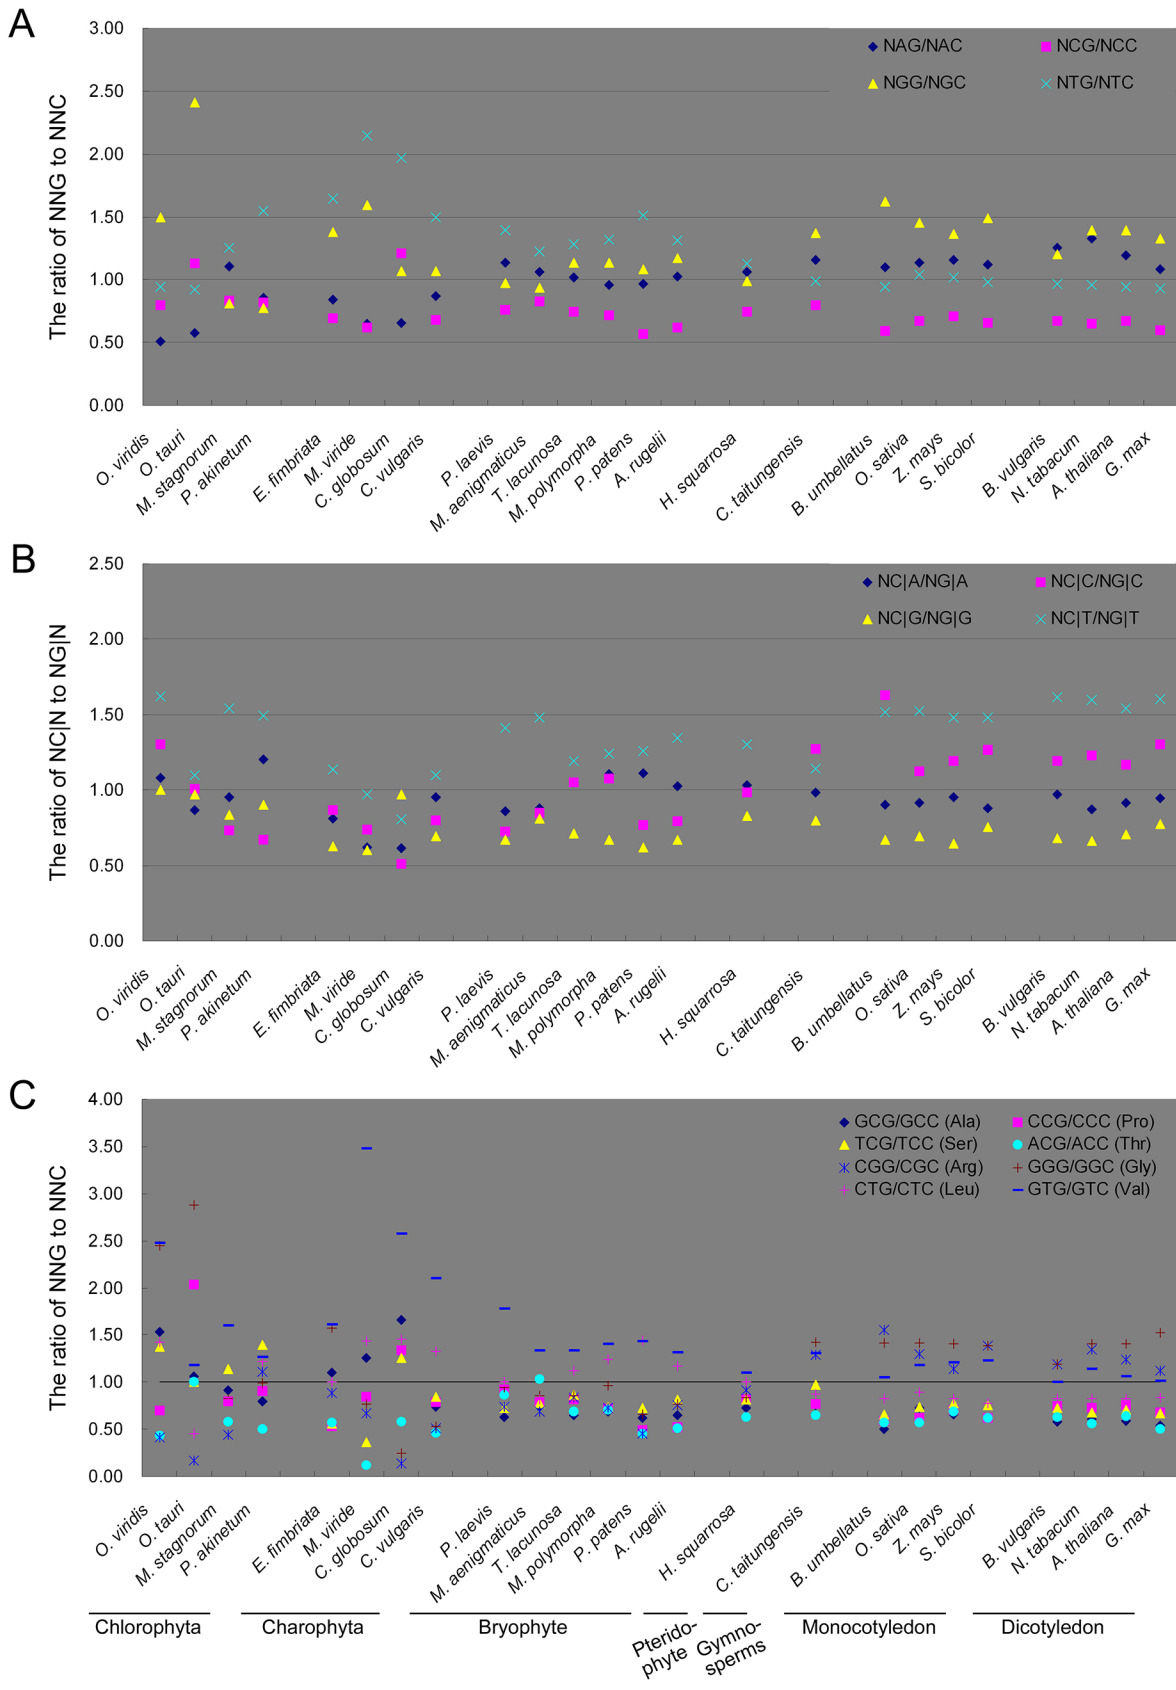 A
The ratio of NNG to NNC
3.00
2.50
2.00
1.50
1.00
0.50
0.00
NAG/NAC NCG/NCC
NGG/NGC NTG/NTC
O. viridis O. tauri M. stagnorum P. akinetum E. fimbriata M. viride C. globosum C. vulgaris P. laevis M. aenigmaticus T. lacunosa M. polymorpha P. patens A. rugelii H. squarrosa C. taitungensis B. umbellatus O. sativa Z. mays S. bicolor B. vulgaris N. tabacum A. thaliana G. max
B
The ratio of NC|N to NG|N
2.50
2.00
1.50
1.00
0.50
0.00
NC|A/NG|A NC|C/NG|C
NC|G/NG|G NC|T/NG|T
O. viridis O. tauri M. stagnorum P. akinetum E. fimbriata M. viride C. globosum C. vulgaris P. laevis M. aenigmaticus T. lacunosa M. polymorpha P. patens A. rugelii H. squarrosa C. taitungensis B. umbellatus O. sativa Z. mays S. bicolor B. vulgaris N. tabacum A. thaliana G. max
C
The ratio of NNG to NNC
4.00
3.50
3.00
2.50
2.00
1.50
1.00
0.50
0.00
GCG/GCC (Ala) CCG/CCC (Pro)
TCG/TCC (Ser) ACG/ACC (Thr)
CGG/CGC (Arg) GGG/GGC (Gly)
CTG/CTC (Leu) GTG/GTC (Val)
O. viridis O. tauri M. stagnorum P. akinetum E. fimbriata M. viride C. globosum C. vulgaris P. laevis M. aenigmaticus T. lacunosa M. polymorpha P. patens A. rugelii H. squarrosa C. taitungensis B. umbellatus O. sativa Z. mays S. bicolor B. vulgaris N. tabacum A. thaliana G. max
Chlorophyta Charophyta Bryophyte Pterido- Gymno- Monocotyledon Dicotyledon
phyte sperms